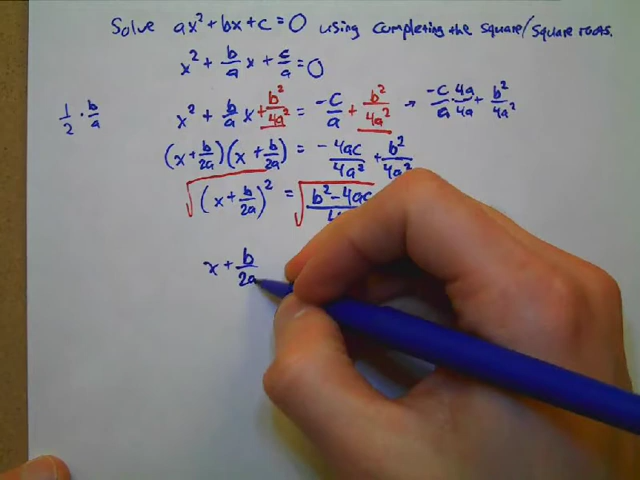 Solve ax² + bx + c = 0 using completing the square/square roots.
x² + b/a x + c/a = 0
1/2 · b/a
x² + b/a x + b²/4a² = -c/a + b²/4a² → -c/a · 4a/4a + b²/4a²
(x + b/2a)(x + b/2a) = -4ac/4a² + b²/4a²
√(x + b/2a)² = √b² - 4ac
x + b/2a